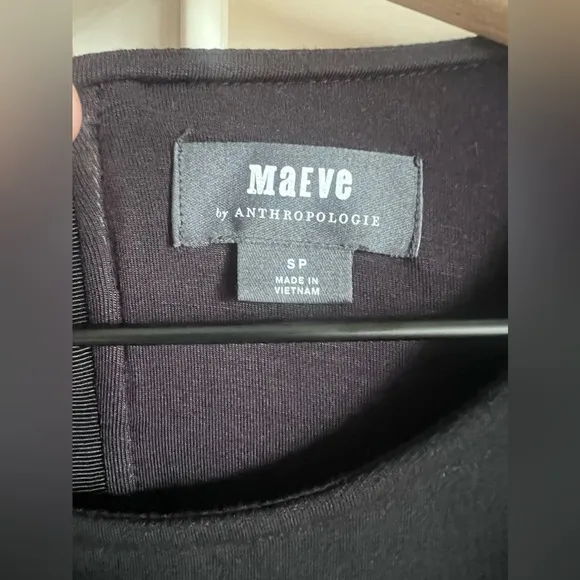 MaEve
by ANTHROPOLOGIE
SP
MADE IN
VIETNAM